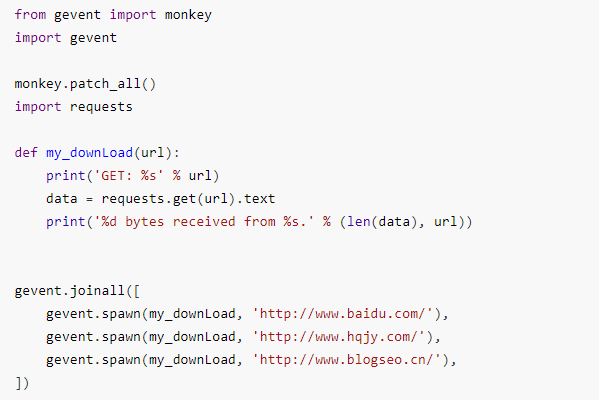 from gevent import monkey
import gevent
monkey.patch_all()
import requests
def my_downLoad(url):
    print('GET: %s' % url)
    data = requests.get(url).text
    print('%d bytes received from %s.' % (len(data), url))
gevent.joinall([
    gevent.spawn(my_downLoad, 'http://www.baidu.com/'),
    gevent.spawn(my_downLoad, 'http://www.hqjy.com/'),
    gevent.spawn(my_downLoad, 'http://www.blogseo.cn/'),
])